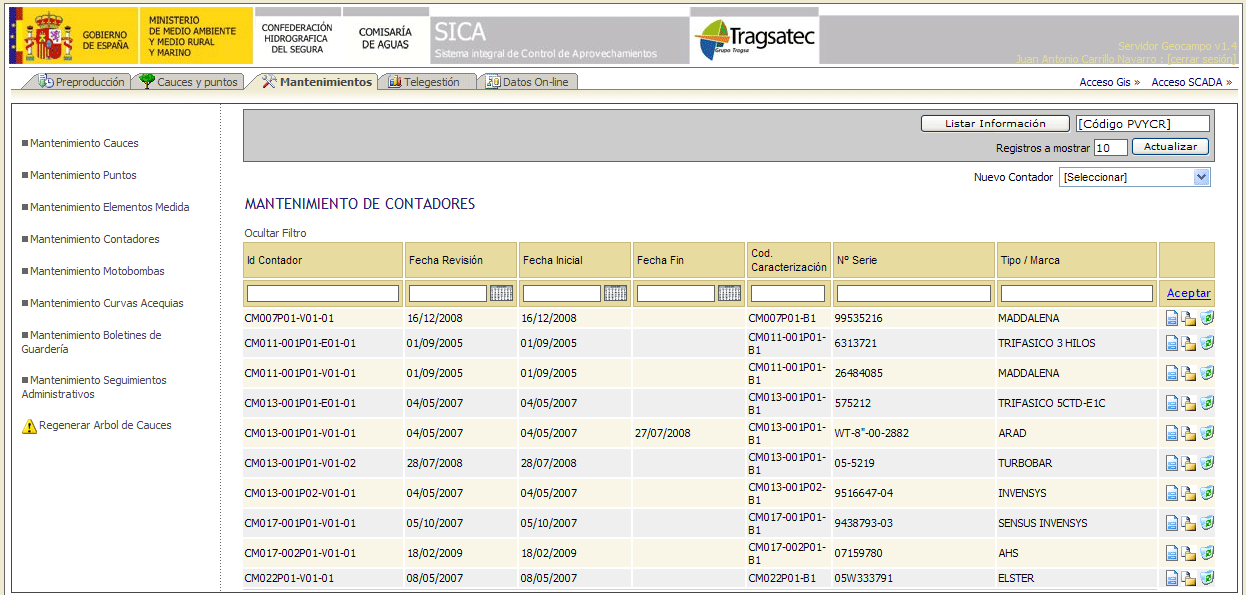 GOBIERNO
DE ESPAÑA
MINISTERIO
DE MEDIO AMBIENTE
Y MEDIO RURAL
Y MARINO
CONFEDERACIÓN
HIDROGRAFICA
DEL SEGURA
COMISARÍA
DE AGUAS
SICA
Sistema integral de Control de Aprovechamientos
Tragsatec
Grupo Tragsa
Servidor Geocampo v1.4
Juan Antonio Carrillo Navarro : [cerrar sesión]
Preproducción
Cauces y puntos
Mantenimientos
Telegestión
Datos On-line
Acceso Gis »
Acceso SCADA »
Mantenimiento Cauces
Mantenimiento Puntos
Mantenimiento Elementos Medida
Mantenimiento Contadores
Mantenimiento Motobombas
Mantenimiento Curvas Acequias
Mantenimiento Boletines de
Guardería
Mantenimiento Seguimientos
Administrativos
Regenerar Arbol de Cauces
Listar Información
[Código PVYCR]
Registros a mostrar 10 Actualizar
Nuevo Contador [Seleccionar]
MANTENIMIENTO DE CONTADORES
Ocultar Filtro
Id Contador Fecha Revisión Fecha Inicial Fecha Fin Cod. Caracterización Nº Serie Tipo / Marca
Aceptar
CM007P01-V01-01 16/12/2008 16/12/2008 CM007P01-B1 99535216 MADDALENA
CM011-001P01-E01-01 01/09/2005 01/09/2005 CM011-001P01-B1 6313721 TRIFASICO 3 HILOS
CM011-001P01-V01-01 01/09/2005 01/09/2005 CM011-001P01-B1 26484085 MADDALENA
CM013-001P01-E01-01 04/05/2007 04/05/2007 CM013-001P01-B1 575212 TRIFASICO 5CTD-E1C
CM013-001P01-V01-01 04/05/2007 04/05/2007 27/07/2008 CM013-001P01-B1 WT-8"-00-2882 ARAD
CM013-001P01-V01-02 28/07/2008 28/07/2008 CM013-001P01-B1 05-5219 TURBOBAR
CM013-001P02-V01-01 04/05/2007 04/05/2007 CM013-001P02-B1 9516647-04 INVENSYS
CM017-001P01-V01-01 05/10/2007 05/10/2007 CM017-001P01-B1 9438793-03 SENSUS INVENSYS
CM017-002P01-V01-01 18/02/2009 18/02/2009 CM017-002P01-B1 07159780 AHS
CM022P01-V01-01 08/05/2007 08/05/2007 CM022P01-B1 05W333791 ELSTER